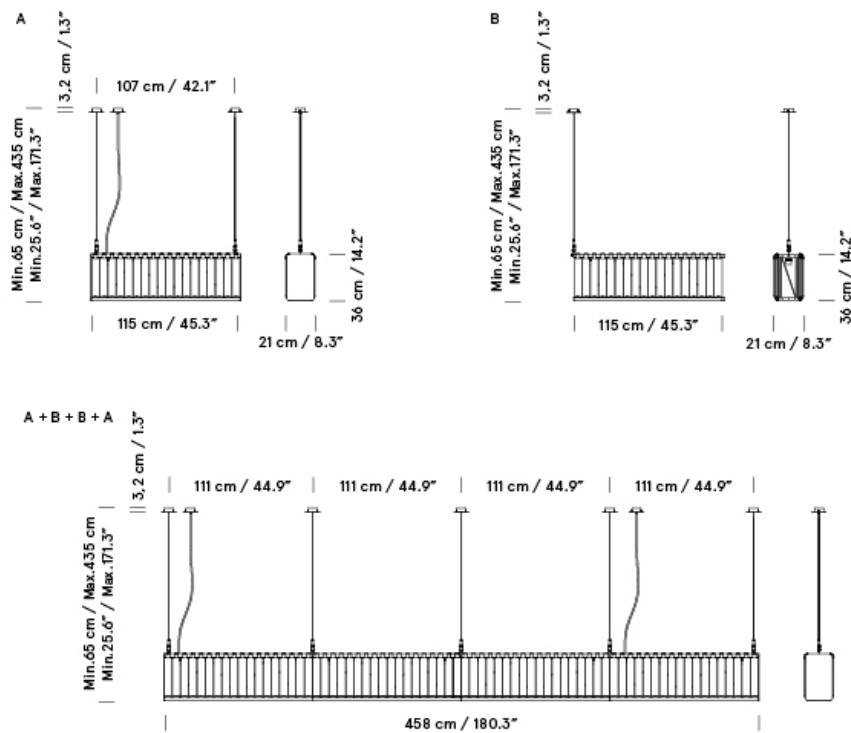 A
3,2 cm / 1.3″
107 cm / 42.1″
Min.65 cm / Max.435 cm
Min.25.6″ / Max.171.3″
36 cm / 14.2″
115 cm / 45.3″
21 cm / 8.3″
B
3,2 cm / 1.3″
Min.65 cm / Max.435 cm
Min.25.6″ / Max.171.3″
36 cm / 14.2″
115 cm / 45.3″
21 cm / 8.3″
A + B + B + A
3,2 cm / 1.3″
111 cm / 44.9″
111 cm / 44.9″
111 cm / 44.9″
111 cm / 44.9″
Min.65 cm / Max.435 cm
Min.25.6″ / Max.171.3″
458 cm / 180.3″